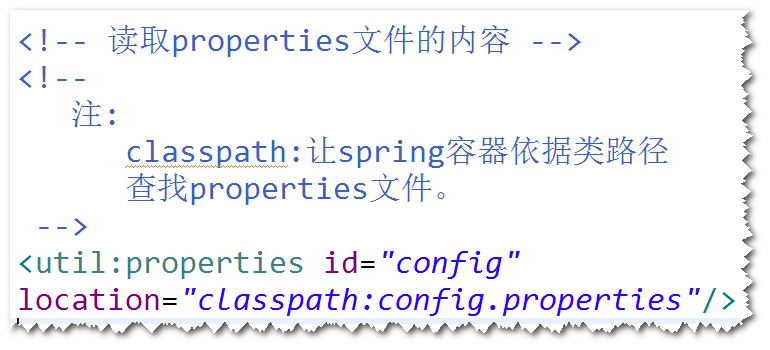 <!-- 读取properties文件的内容 -->
<!--
注:
classpath:让spring容器依据类路径
查找properties文件。
-->
<util:properties id="config"
location="classpath:config.properties"/>